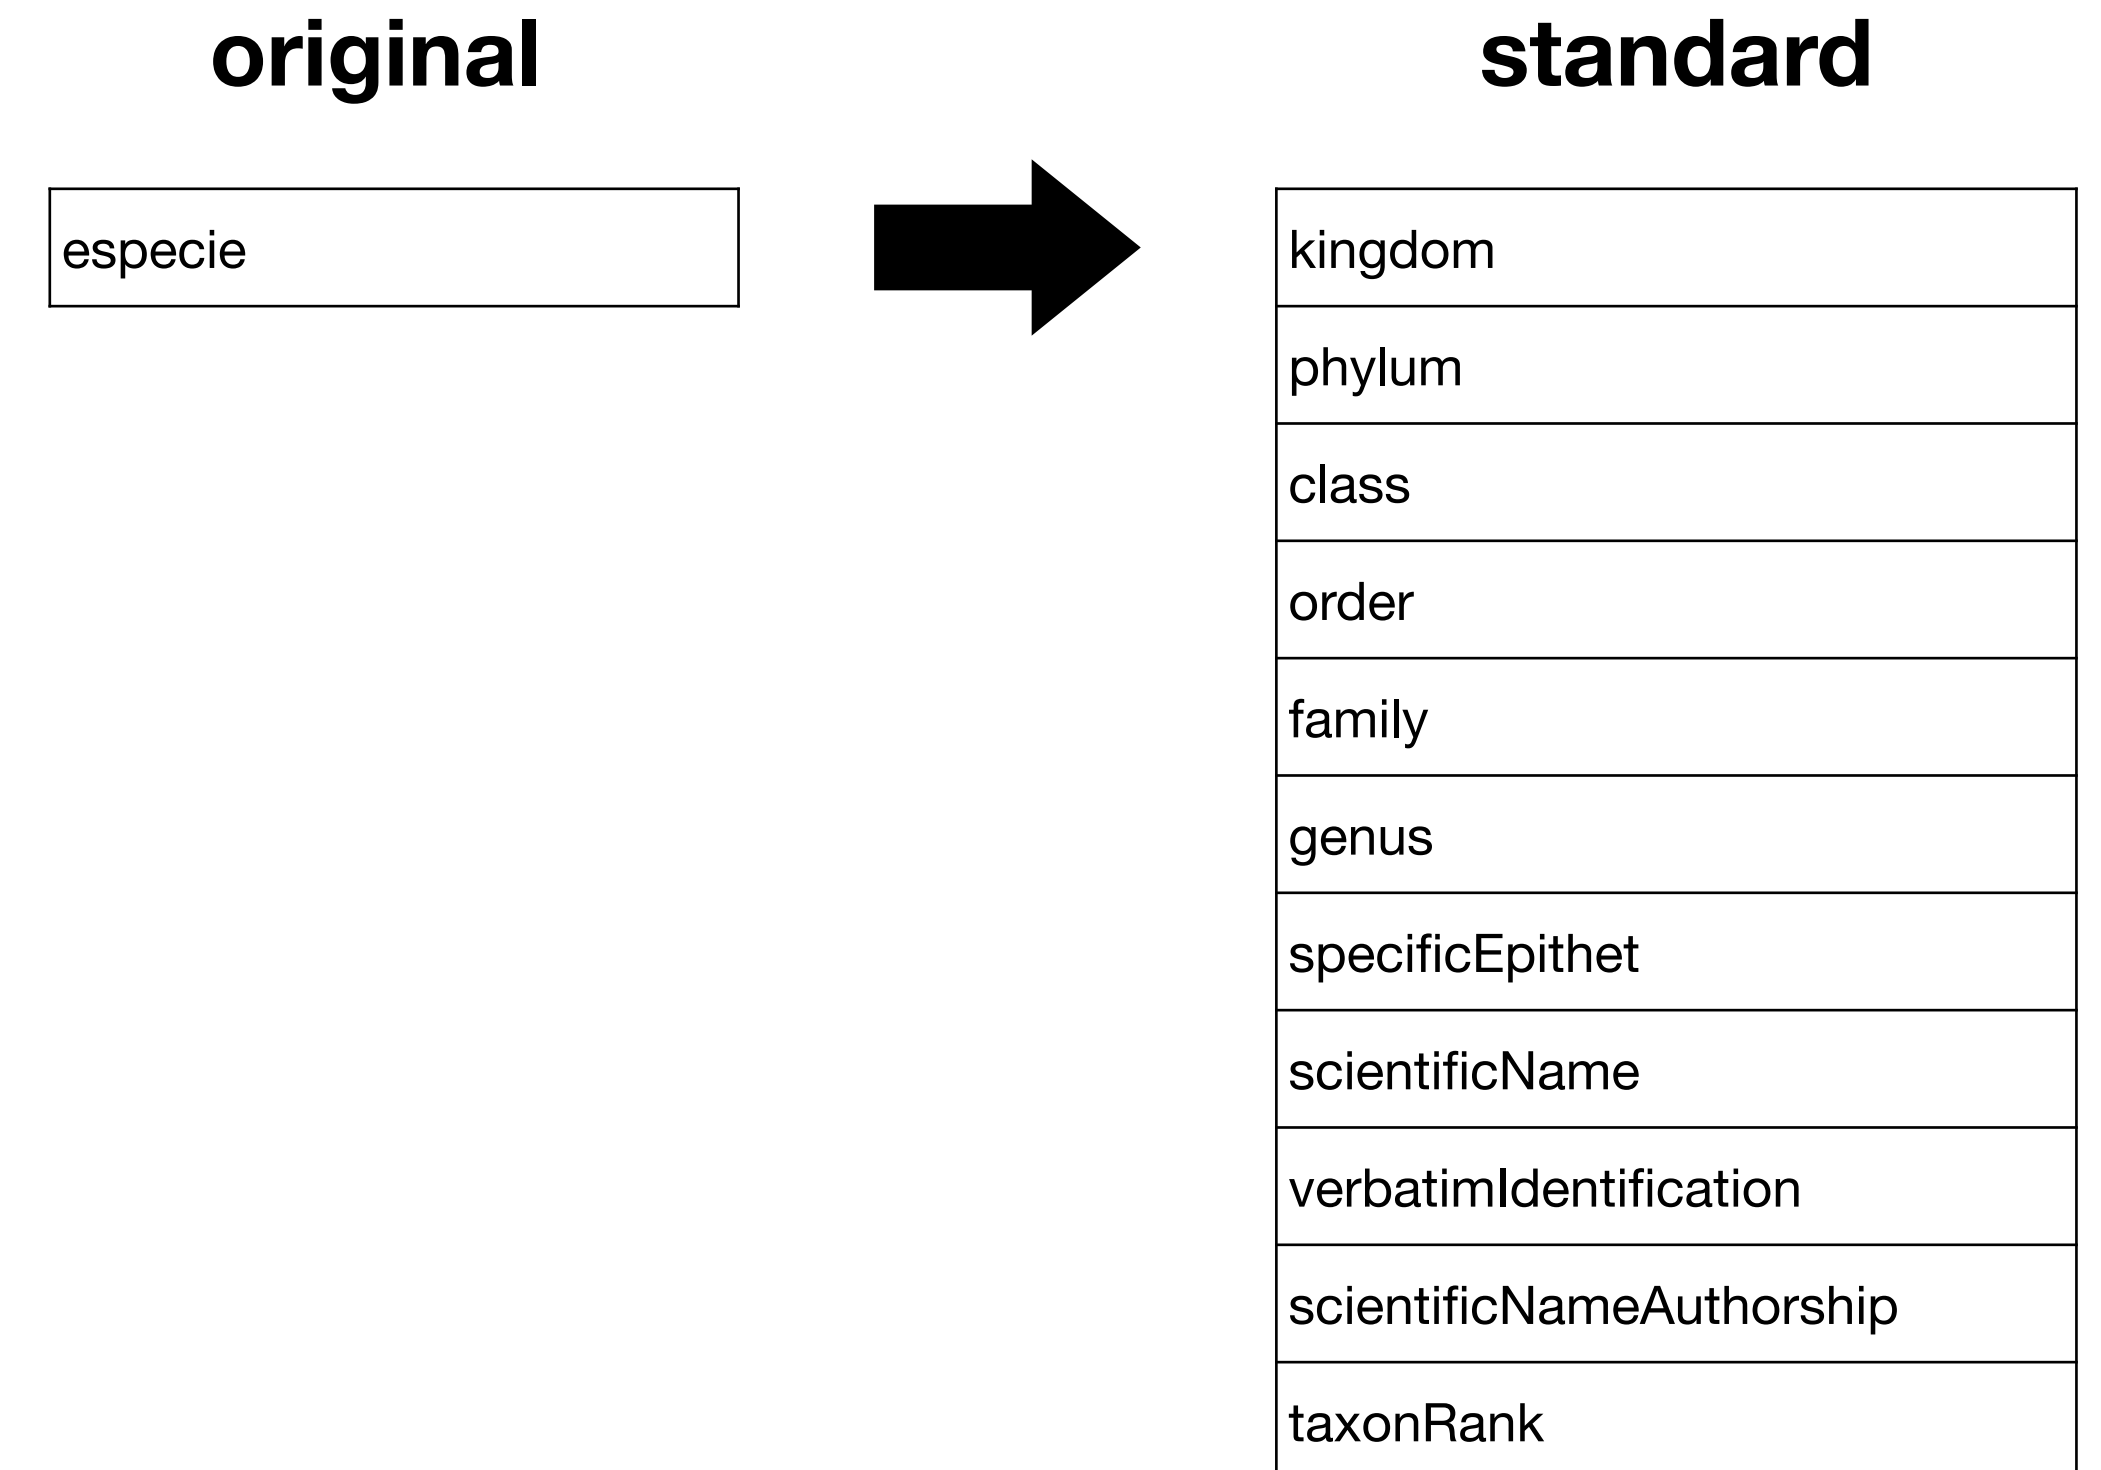 original
standard
especie
kingdom
phylum
class
order
family
genus
specificEpithet
scientificName
verbatimIdentification
scientificNameAuthorship
taxonRank